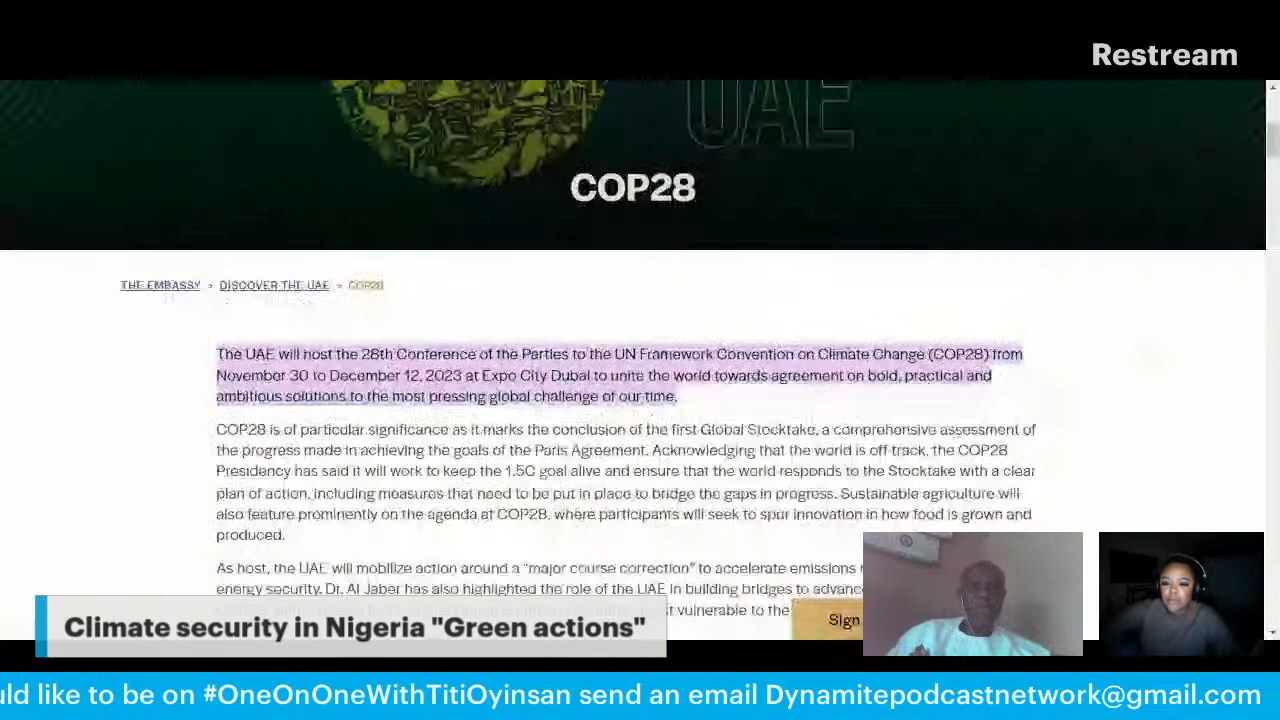 Restream
UAE
COP28
THE EMBASSY » DISCOVER THE UAE » COP28
The UAE will host the 28th Conference of the Parties to the UN Framework Convention on Climate Change (COP28) from
November 30 to December 12, 2023 at Expo City Dubai to unite the world towards agreement on bold, practical and
ambitious solutions to the most pressing global challenge of our time.
COP28 is of particular significance as it marks the conclusion of the first Global Stocktake, a comprehensive assessment of
the progress made in achieving the goals of the Paris Agreement. Acknowledging that the world is off track, the COP28
Presidency has said it will work to keep the 1.5C goal alive and ensure that the world responds to the Stocktake with a clear
plan of action, including measures that need to be put in place to bridge the gaps in progress. Sustainable agriculture will
also feature prominently on the agenda at COP28, where participants will seek to spur innovation in how food is grown and
produced.
As host, the UAE will mobilize action around a "major course correction" to accelerate emissions
energy security. Dr. Al Jaber has also highlighted the role of the UAE in building bridges to advance
vulnerable to the
Sign
Climate security in Nigeria "Green actions"
like to be on #OneOnOneWithTitiOyinsan send an email Dynamitepodcastnetwork@gmail.com